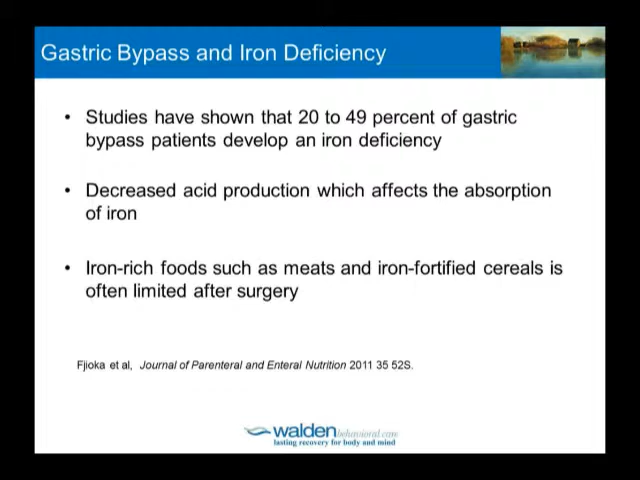 Gastric Bypass and Iron Deficiency
• Studies have shown that 20 to 49 percent of gastric
bypass patients develop an iron deficiency
• Decreased acid production which affects the absorption
of iron
• Iron-rich foods such as meats and iron-fortified cereals is
often limited after surgery
Fjioka et al, Journal of Parenteral and Enteral Nutrition 2011 35 52S.
walden behavioral care
lasting recovery for body and mind